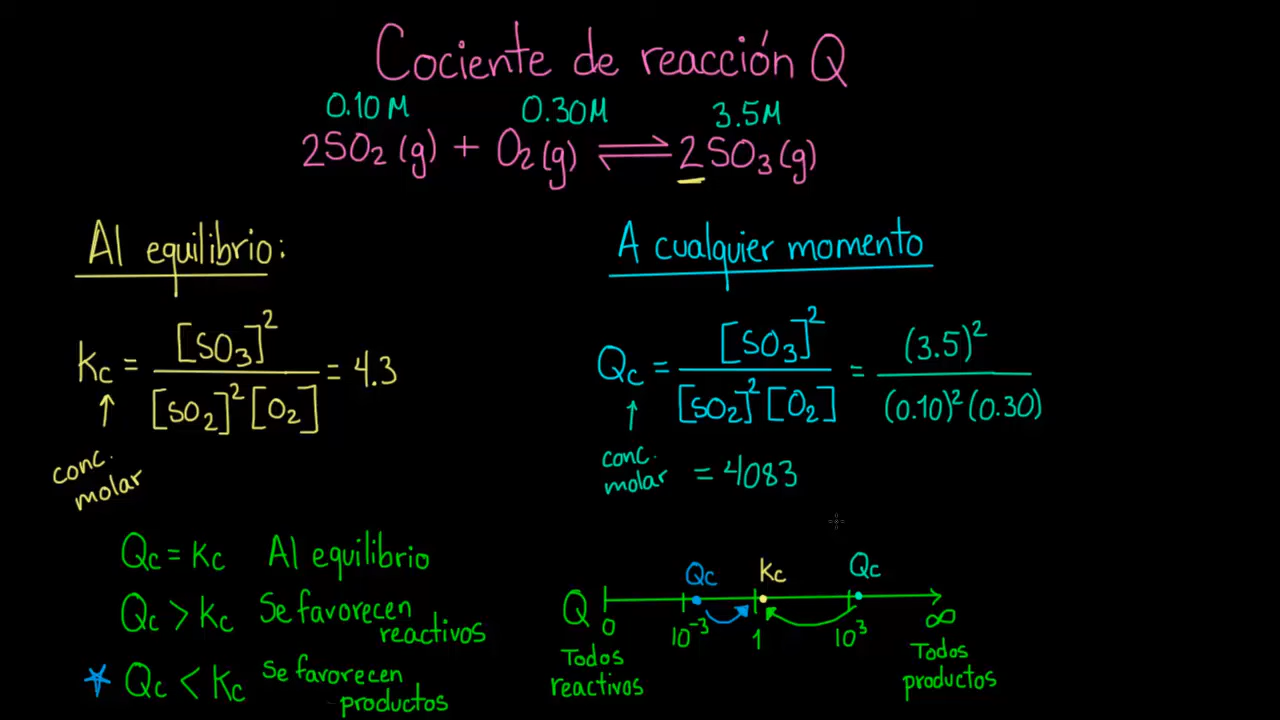 Cociente de reacción Q
0.10M 0.30M 3.5M
2SO₂(g) + O₂(g) ⇌ 2SO₃(g)
Al equilibrio:
Kc = [SO₃]² / [SO₂]² [O₂] = 4.3
↑
conc.
molar
A cualquier momento
Qc = [SO₃]² / [SO₂]² [O₂] = (3.5)² / (0.10)² (0.30)
↑
conc.
molar
= 4083
Qc = Kc Al equilibrio
Qc > Kc Se favorecen
reactivos
Qc < Kc Se favorecen
productos
Qc Kc Qc
Q
0 10⁻³ 1 10³ ∞
Todos
reactivos
Todos
productos